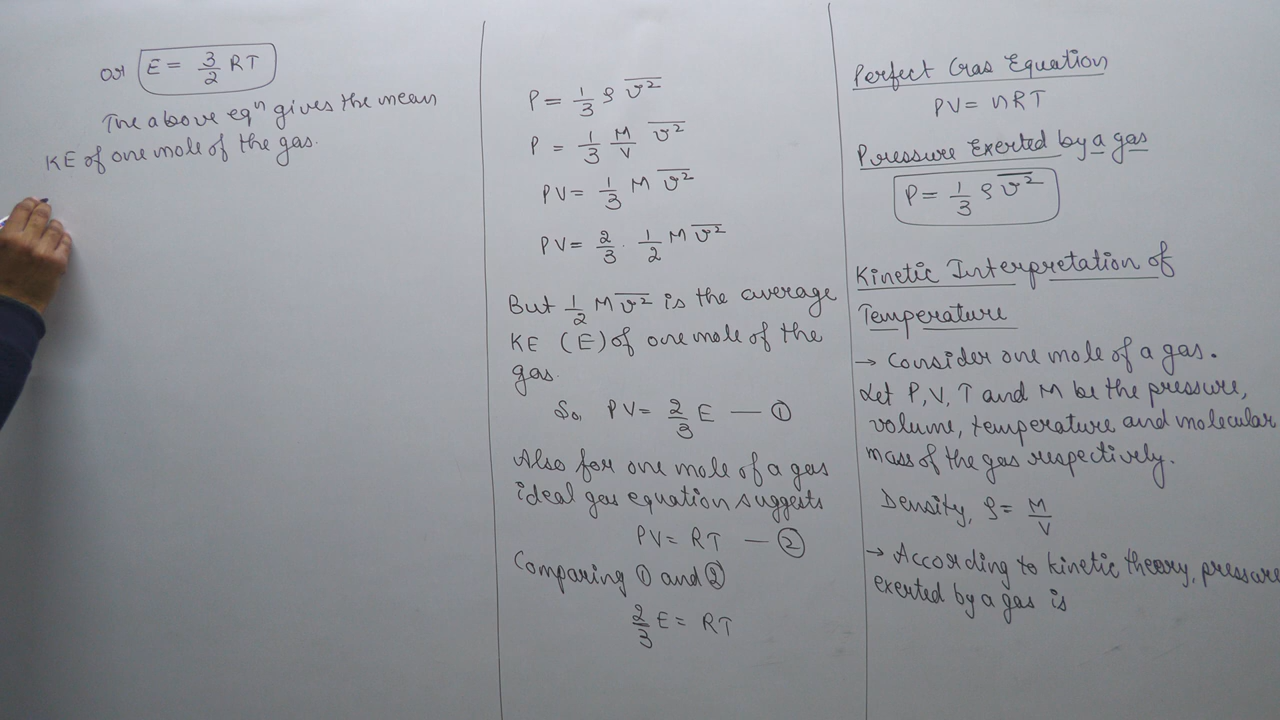 Perfect Gas Equation
PV = nRT
Pressure Exerted by a gas
P = 1/3 ρ v̅²
Kinetic Interpretation of
Temperature
→ Consider one mole of a gas.
Let P, V, T and M be the pressure,
volume, temperature and molecular
mass of the gas respectively.
Density, ρ = M/V
→ According to kinetic theory, pressure
exerted by a gas is
P = 1/3 ρ v̅²
P = 1/3 M/V v̅²
PV = 1/3 M v̅²
PV = 2/3 . 1/2 M v̅²
But 1/2 M v̅² is the average
KE (E) of one mole of the
gas.
So, PV = 2/3 E — ①
Also for one mole of a gas
ideal gas equation suggests
PV = RT — ②
Comparing ① and ②
2/3 E = RT
or E = 3/2 RT
The above eqⁿ gives the mean
KE of one mole of the gas.